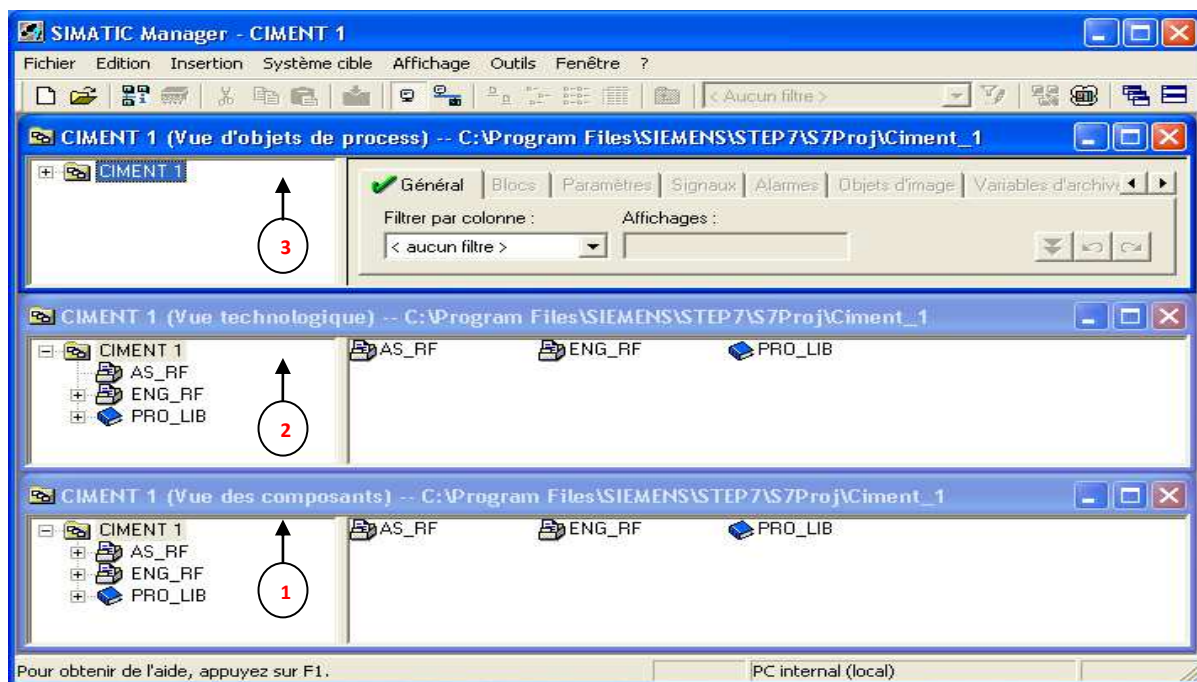 SIMATIC Manager - CIMENT 1
Fichier Edition Insertion Système cible Affichage Outils Fenêtre ?
< Aucun filtre >
CIMENT 1 (Vue d'objets de process) -- C:\Program Files\SIEMENS\STEP7\S7Proj\Ciment_1
CIMENT 1
Général Blocs Paramètres Signaux Alarmes Objets d'image Variables d'archive
Filtrer par colonne : Affichages :
< aucun filtre >
3
CIMENT 1 (Vue technologique) -- C:\Program Files\SIEMENS\STEP7\S7Proj\Ciment_1
CIMENT 1
AS_RF
ENG_RF
PRO_LIB
AS_RF ENG_RF PRO_LIB
2
CIMENT 1 (Vue des composants) -- C:\Program Files\SIEMENS\STEP7\S7Proj\Ciment_1
CIMENT 1
AS_RF
ENG_RF
PRO_LIB
AS_RF ENG_RF PRO_LIB
1
Pour obtenir de l'aide, appuyez sur F1. PC internal (local)